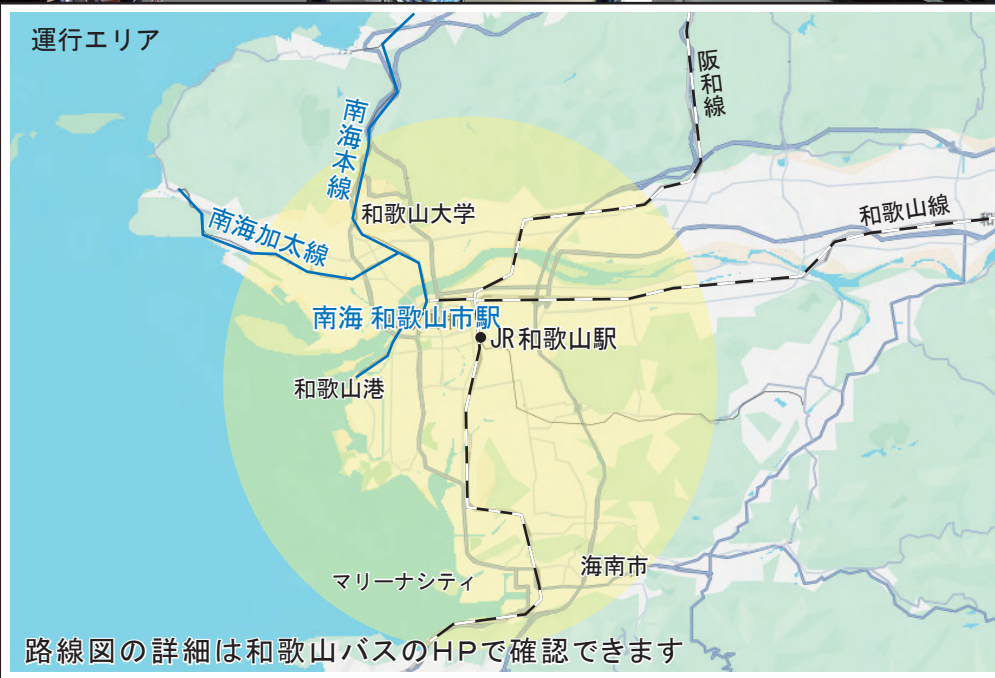 運行エリア
阪和線
南海本線
和歌山大学
和歌山線
南海加太線
南海 和歌山市駅
JR和歌山駅
和歌山港
海南市
マリーナシティ
路線図の詳細は和歌山バスのHPで確認できます